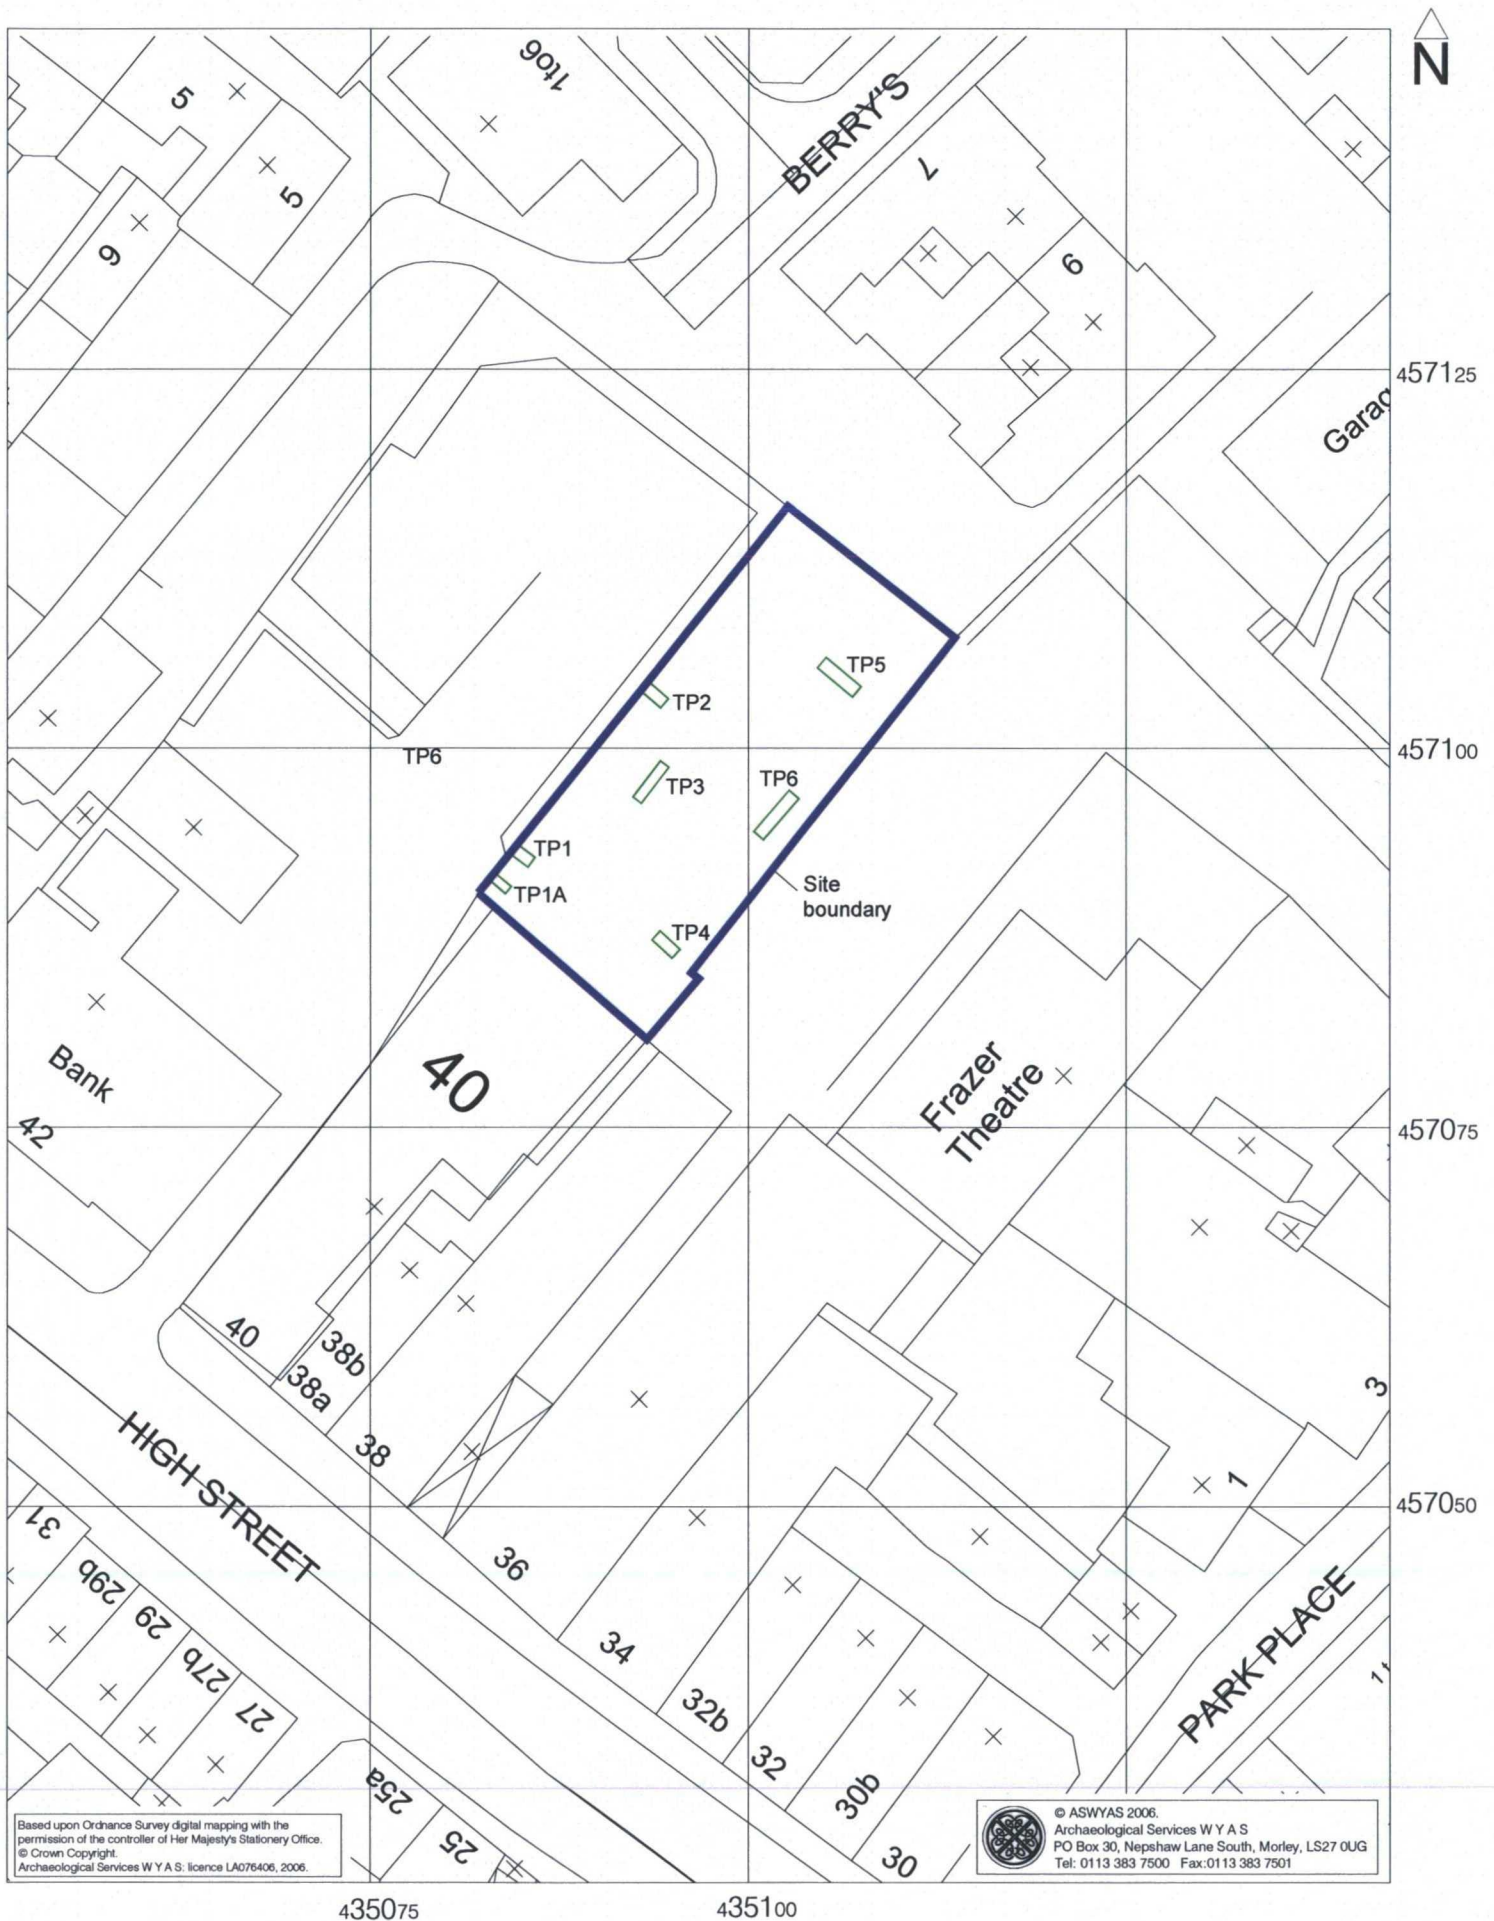 N
5
5
9
1to6
BERRY'S
7
6
Garag
457125
TP5
TP2
TP6
457100
TP3
TP6
TP1
TP1A
Site
boundary
TP4
Bank
42
40
Frazer
Theatre
457075
40
38b
38a
38
HIGH STREET
36
34
32b
32
30b
30
3
1
457050
PARK PLACE
31
29b
29
27b
27
25a
25
Based upon Ordnance Survey digital mapping with the
permission of the controller of Her Majesty's Stationery Office.
© Crown Copyright.
Archaeological Services W Y A S: licence LA076406, 2006.
© ASWYAS 2006.
Archaeological Services W Y A S
PO Box 30, Nepshaw Lane South, Morley, LS27 0UG
Tel: 0113 383 7500 Fax:0113 383 7501
435075
435100